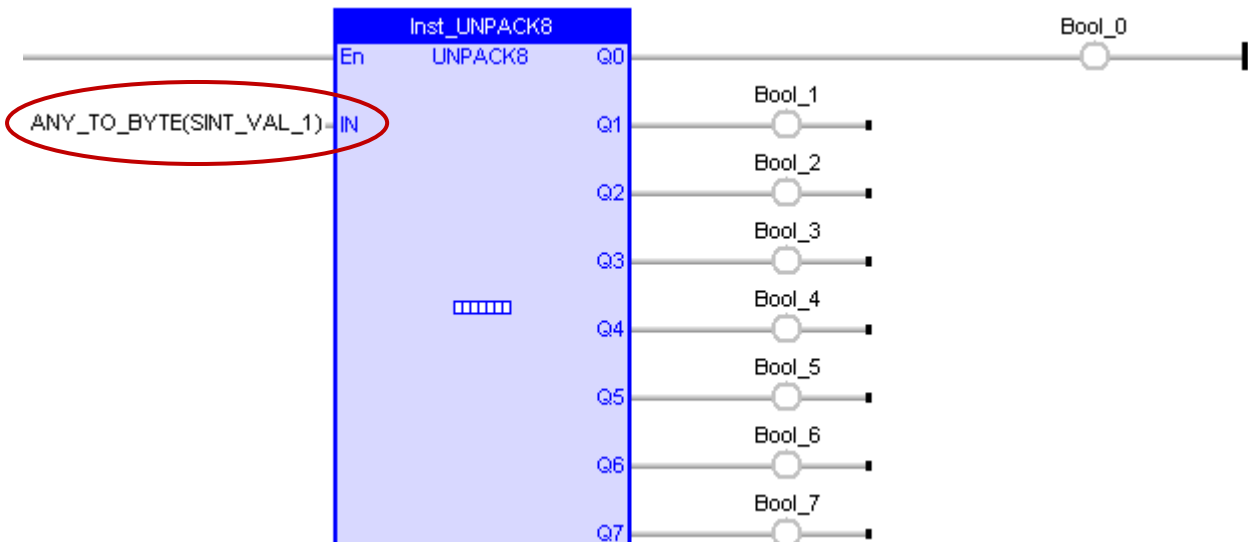 Inst_UNPACK8
Bool_0
En UNPACK8 Q0
Bool_1
ANY_TO_BYTE(SINT_VAL_1) IN Q1
Bool_2
Q2
Bool_3
Q3
Bool_4
Q4
Bool_5
Q5
Bool_6
Q6
Bool_7
Q7